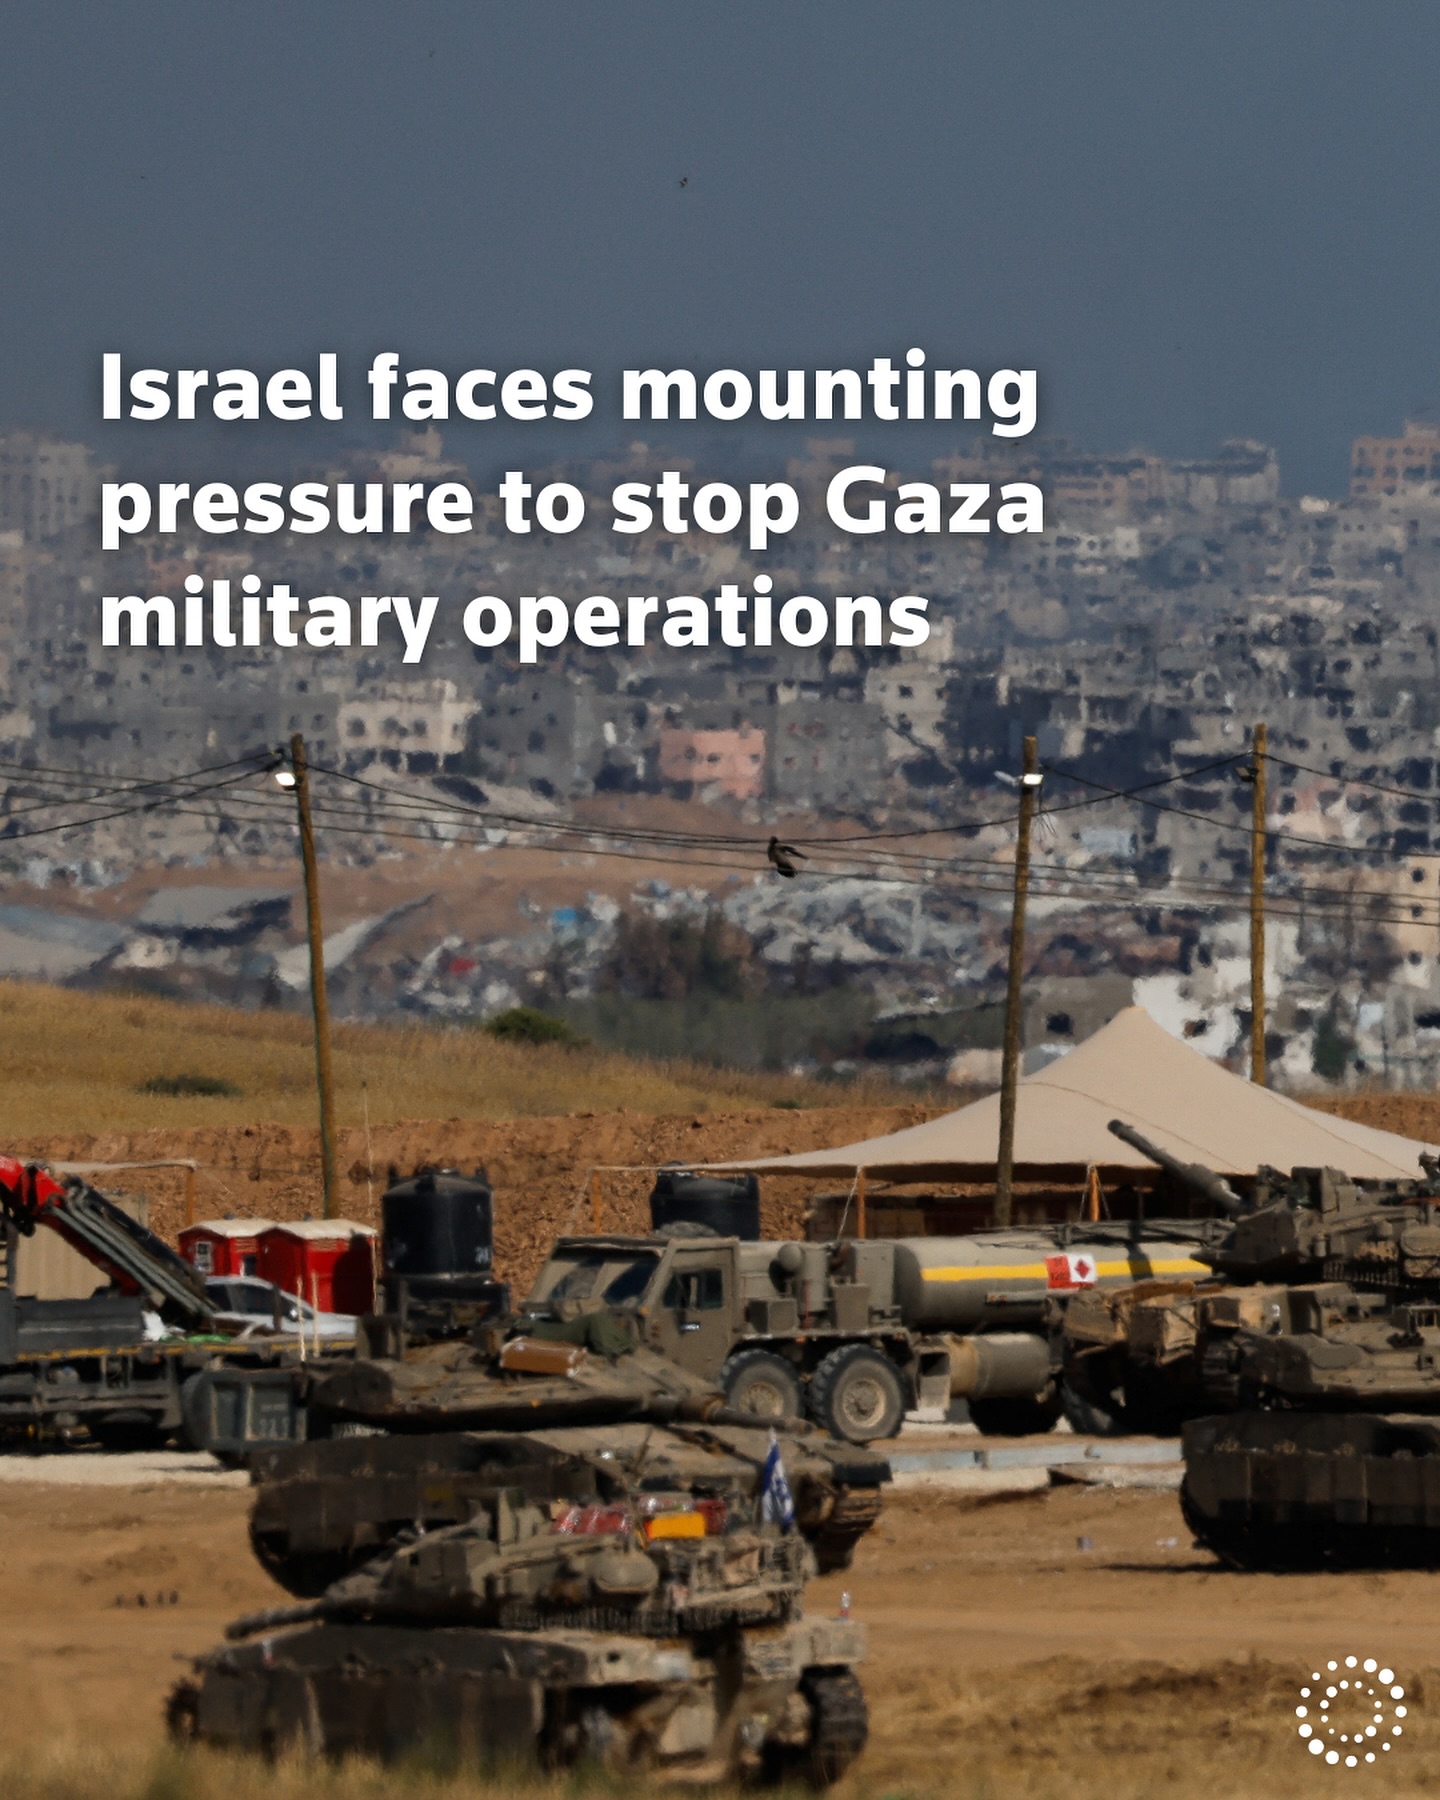 Israel faces mounting
pressure to stop Gaza
military operations